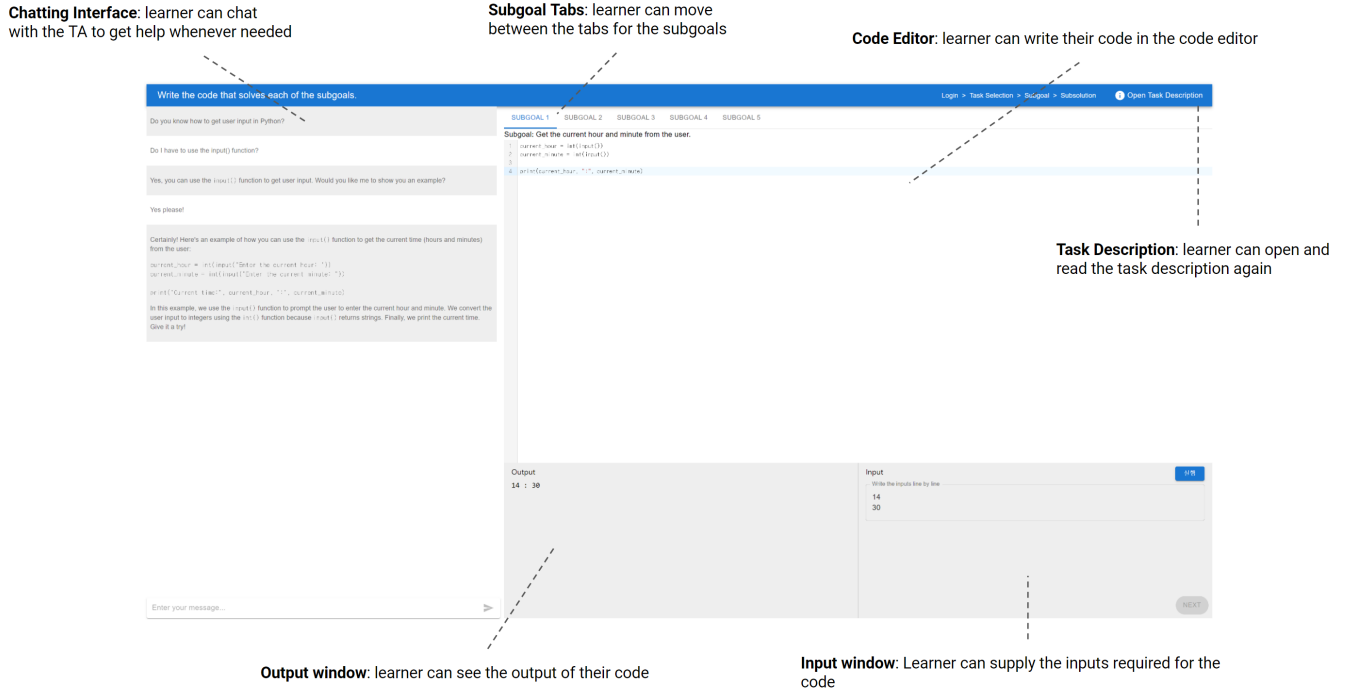 Chatting Interface: learner can chat
with the TA to get help whenever needed
Subgoal Tabs: learner can move
between the tabs for the subgoals
Code Editor: learner can write their code in the code editor
Write the code that solves each of the subgoals.
Login > Task Selection > Subgoal > Subsolution
Open Task Description
Do you know how to get user input in Python?
Do I have to use the input() function?
Yes, you can use the input() function to get user input. Would you like me to show you an example?
Yes please!
Certainly! Here's an example of how you can use the input() function to get the current time (hours and minutes)
from the user:
current_hour = int(input("Enter the current hour: "))
current_minute = int(input("Enter the current minute: "))
print("Current time:", current_hour, ":", current_minute)
In this example, we use the input() function to prompt the user to enter the current hour and minute. We convert the
user input to integers using the int() function because input() returns strings. Finally, we print the current time.
Give it a try!
Enter your message...
SUBGOAL 1 SUBGOAL 2 SUBGOAL 3 SUBGOAL 4 SUBGOAL 5
Subgoal: Get the current hour and minute from the user.
1 current_hour = int(input())
2 current_minute = int(input())
3
4 print(current_hour, ":", current_minute)
Task Description: learner can open and
read the task description again
Output
14 : 30
Input
실행
Write the inputs line by line
14
30
NEXT
Output window: learner can see the output of their code
Input window: Learner can supply the inputs required for the
code